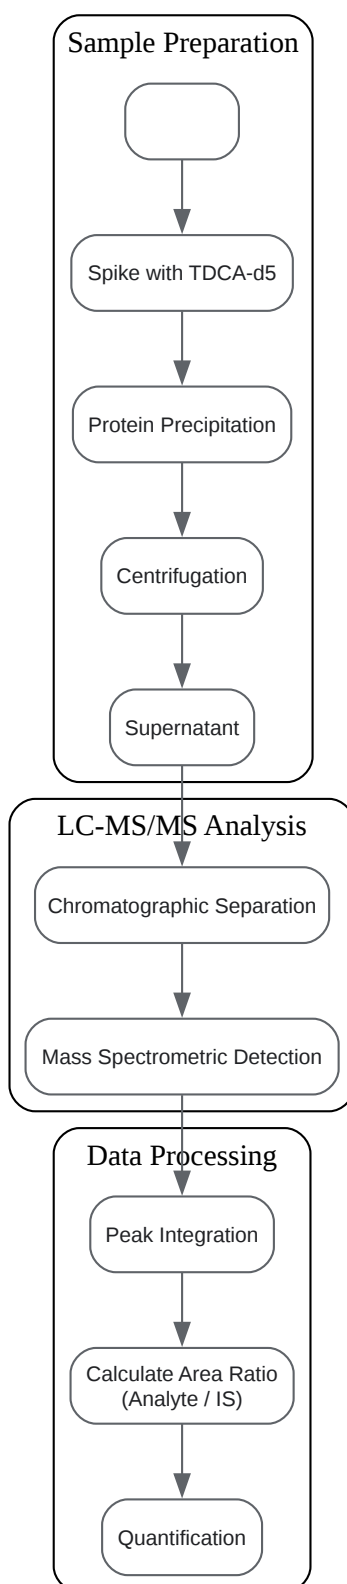 Sample Preparation
Spike with TDCA-d5
Protein Precipitation
Centrifugation
Supernatant
LC-MS/MS Analysis
Chromatographic Separation
Mass Spectrometric Detection
Data Processing
Peak Integration
Calculate Area Ratio
(Analyte / IS)
Quantification